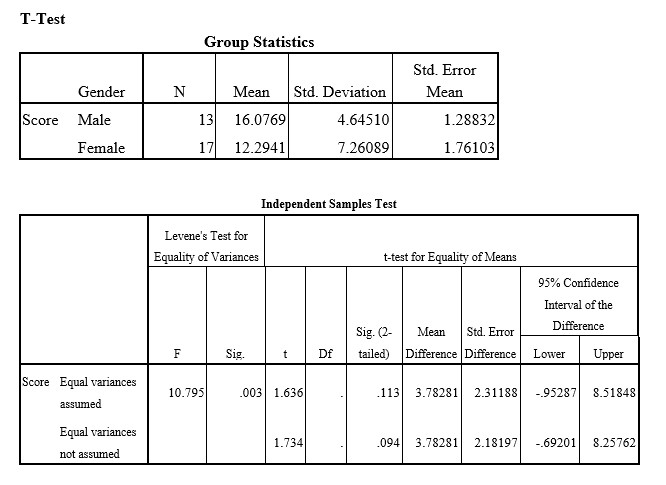 T-Test
Group Statistics
Gender N Mean Std. Deviation Std. Error Mean
Score Male 13 16.0769 4.64510 1.28832
Female 17 12.2941 7.26089 1.76103
Independent Samples Test
Levene's Test for Equality of Variances t-test for Equality of Means
F Sig. t Df Sig. (2-tailed) Mean Difference Std. Error Difference 95% Confidence Interval of the Difference
Lower Upper
Score Equal variances assumed 10.795 .003 1.636 . .113 3.78281 2.31188 -.95287 8.51848
Equal variances not assumed 1.734 . .094 3.78281 2.18197 -.69201 8.25762